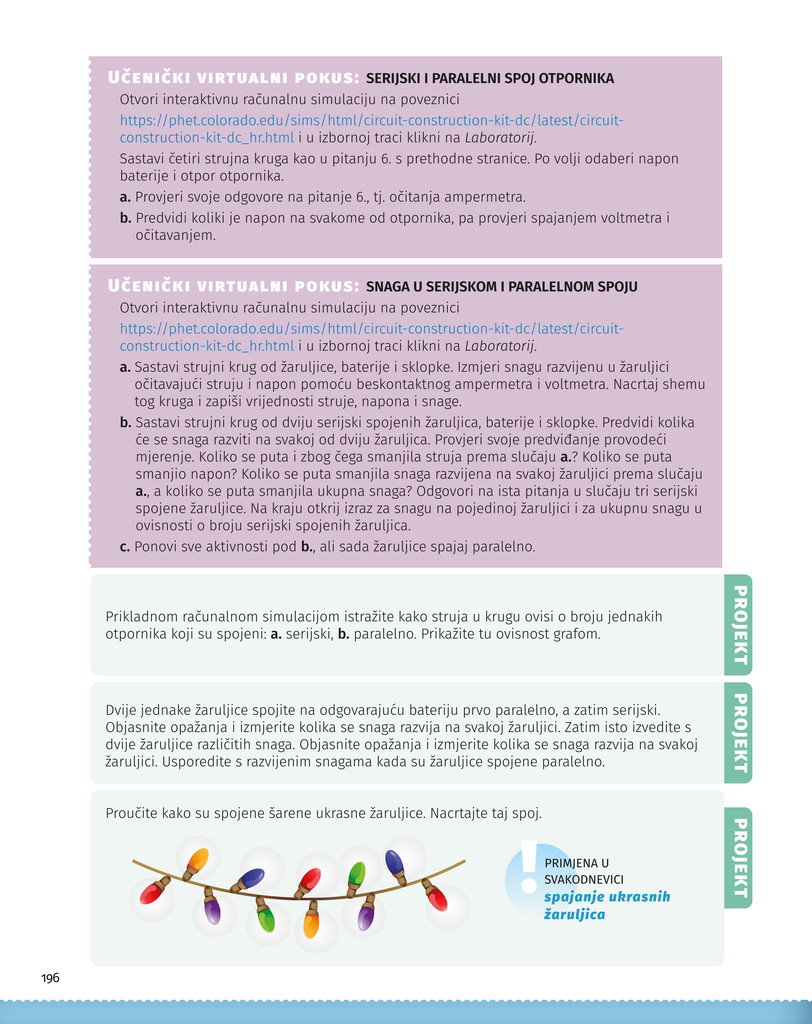 UČENIČKI VIRTUALNI POKUS: SERIJSKI I PARALELNI SPOJ OTPORNIKA
Otvori interaktivnu računalnu simulaciju na poveznici
https://phet.colorado.edu/sims/html/circuit-construction-kit-dc/latest/circuit-
construction-kit-dc_hr.html i u izbornoj traci klikni na Laboratorij.
Sastavi četiri strujna kruga kao u pitanju 6. s prethodne stranice. Po volji odaberi napon
baterije i otpor otpornika.
a. Provjeri svoje odgovore na pitanje 6., tj. očitanja ampermetra.
b. Predvidi koliki je napon na svakome od otpornika, pa provjeri spajanjem voltmetra i
očitavanjem.
UČENIČKI VIRTUALNI POKUS: SNAGA U SERIJSKOM I PARALELNOM SPOJU
Otvori interaktivnu računalnu simulaciju na poveznici
https://phet.colorado.edu/sims/html/circuit-construction-kit-dc/latest/circuit-
construction-kit-dc_hr.html i u izbornoj traci klikni na Laboratorij.
a. Sastavi strujni krug od žaruljice, baterije i sklopke. Izmjeri snagu razvijenu u žaruljici
očitavajući struju i napon pomoću beskontaktnog ampermetra i voltmetra. Nacrtaj shemu
tog kruga i zapiši vrijednosti struje, napona i snage.
b. Sastavi strujni krug od dviju serijski spojenih žaruljica, baterije i sklopke. Predvidi kolika
će se snaga razviti na svakoj od dviju žaruljica. Provjeri svoje predviđanje provodeći
mjerenje. Koliko se puta i zbog čega smanjila struja prema slučaju a.? Koliko se puta
smanjio napon? Koliko se puta smanjila snaga razvijena na svakoj žaruljici prema slučaju
a., a koliko se puta smanjila ukupna snaga? Odgovori na ista pitanja u slučaju tri serijski
spojene žaruljice. Na kraju otkrij izraz za snagu na pojedinoj žaruljici i za ukupnu snagu u
ovisnosti o broju serijski spojenih žaruljica.
c. Ponovi sve aktivnosti pod b., ali sada žaruljice spajaj paralelno.
PROJEKT
Prikladnom računalnom simulacijom istražite kako struja u krugu ovisi o broju jednakih
otpornika koji su spojeni: a. serijski, b. paralelno. Prikažite tu ovisnost grafom.
PROJEKT
Dvije jednake žaruljice spojite na odgovarajuću bateriju prvo paralelno, a zatim serijski.
Objasnite opažanja i izmjerite kolika se snaga razvija na svakoj žaruljici. Zatim isto izvedite s
dvije žaruljice različitih snaga. Objasnite opažanja i izmjerite kolika se snaga razvija na svakoj
žaruljici. Usporedite s razvijenim snagama kada su žaruljice spojene paralelno.
PROJEKT
Proučite kako su spojene šarene ukrasne žaruljice. Nacrtajte taj spoj.
!
PRIMJENA U
SVAKODNEVICI
spajanje ukrasnih
žaruljica
196